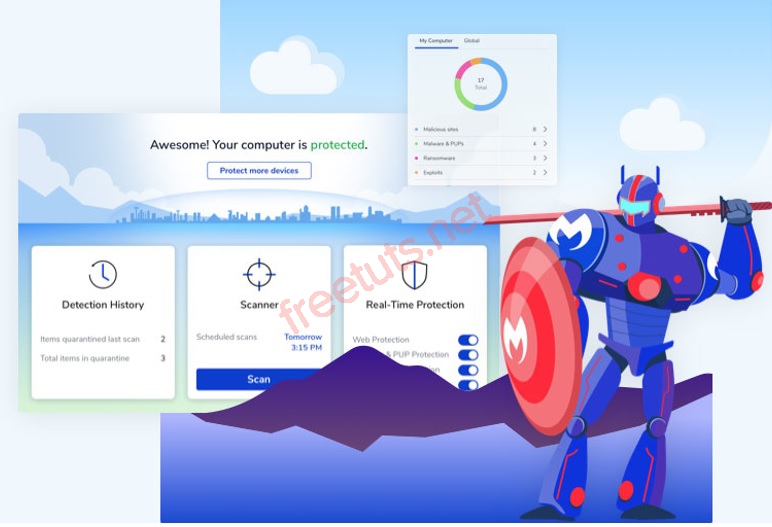 My Computer Global
17
Total
Malicious sites 8
Malware & PUPs 4
Ransomware 3
Exploits 2
Awesome! Your computer is protected.
Protect more devices
Detection History
Items quarantined last scan 2
Total items in quarantine 3
Scanner
Scheduled scans Tomorrow
3:15 PM
Scan
Real-Time Protection
Web Protection
& PUP Protection
freetuts.net